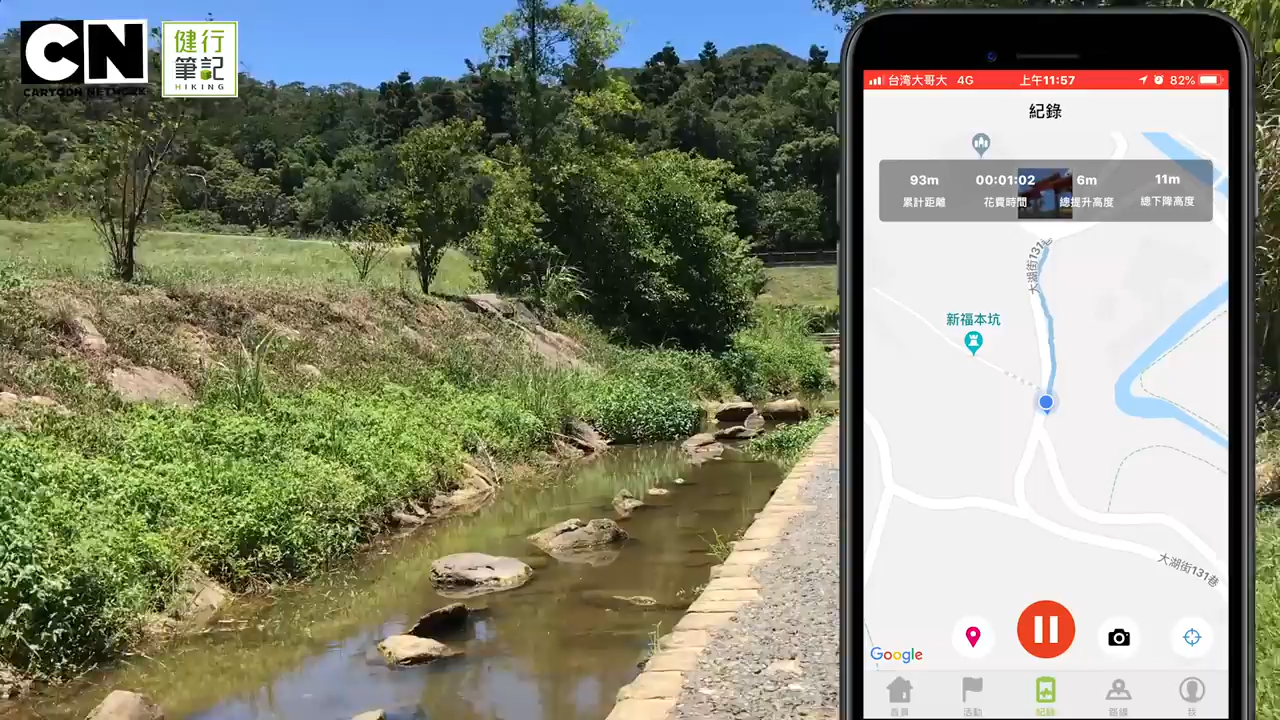 CN
CARTOON NETWORK
健行
筆記
HIKING
台灣大哥大 4G 上午11:57 82%
紀錄
93m 00:01:02 6m 11m
累計距離 花費時間 總提升高度 總下降高度
大湖街131
新福本坑
大湖街131巷
Google
首頁 活動 紀錄 路線 我